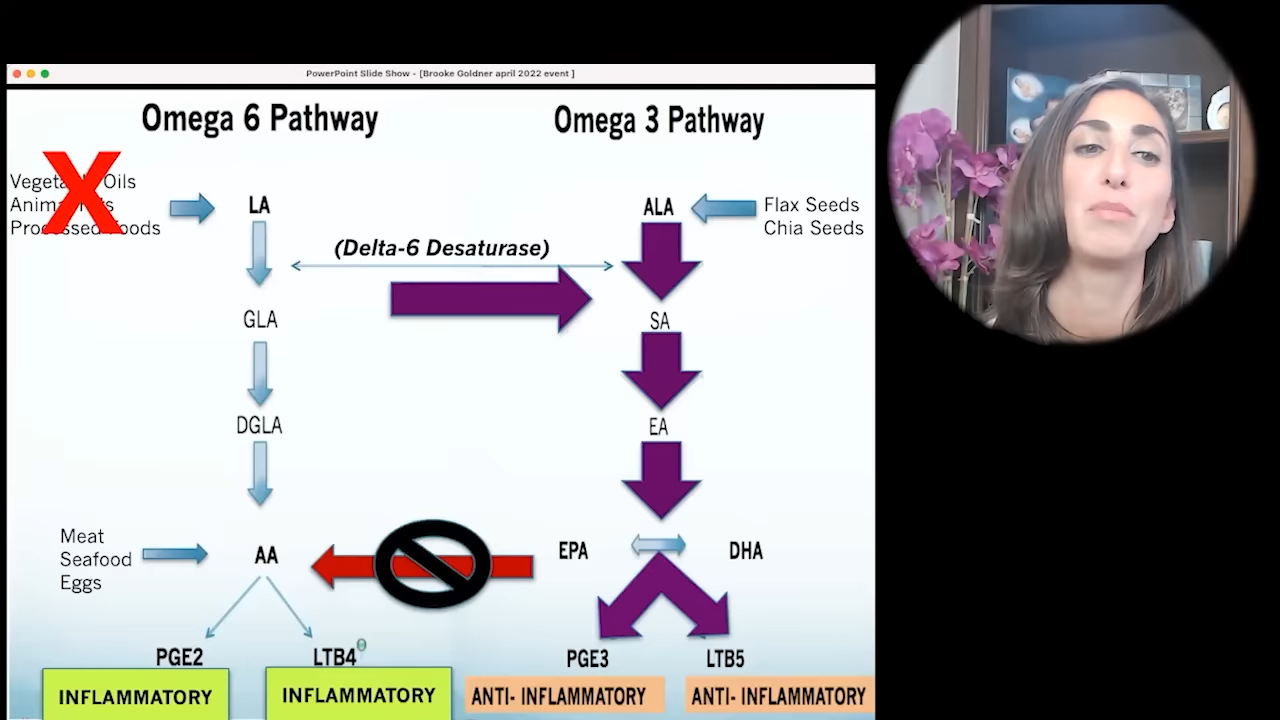 PowerPoint Slide Show - [Brooke Goldner april 2022 event ]
Omega 6 Pathway
Omega 3 Pathway
Oils
LA
ALA
Flax Seeds
Chia Seeds
(Delta-6 Desaturase)
GLA
SA
DGLA
EA
Meat
Seafood
Eggs
AA
EPA
DHA
PGE2
LTB4
PGE3
LTB5
INFLAMMATORY
INFLAMMATORY
ANTI- INFLAMMATORY
ANTI- INFLAMMATORY